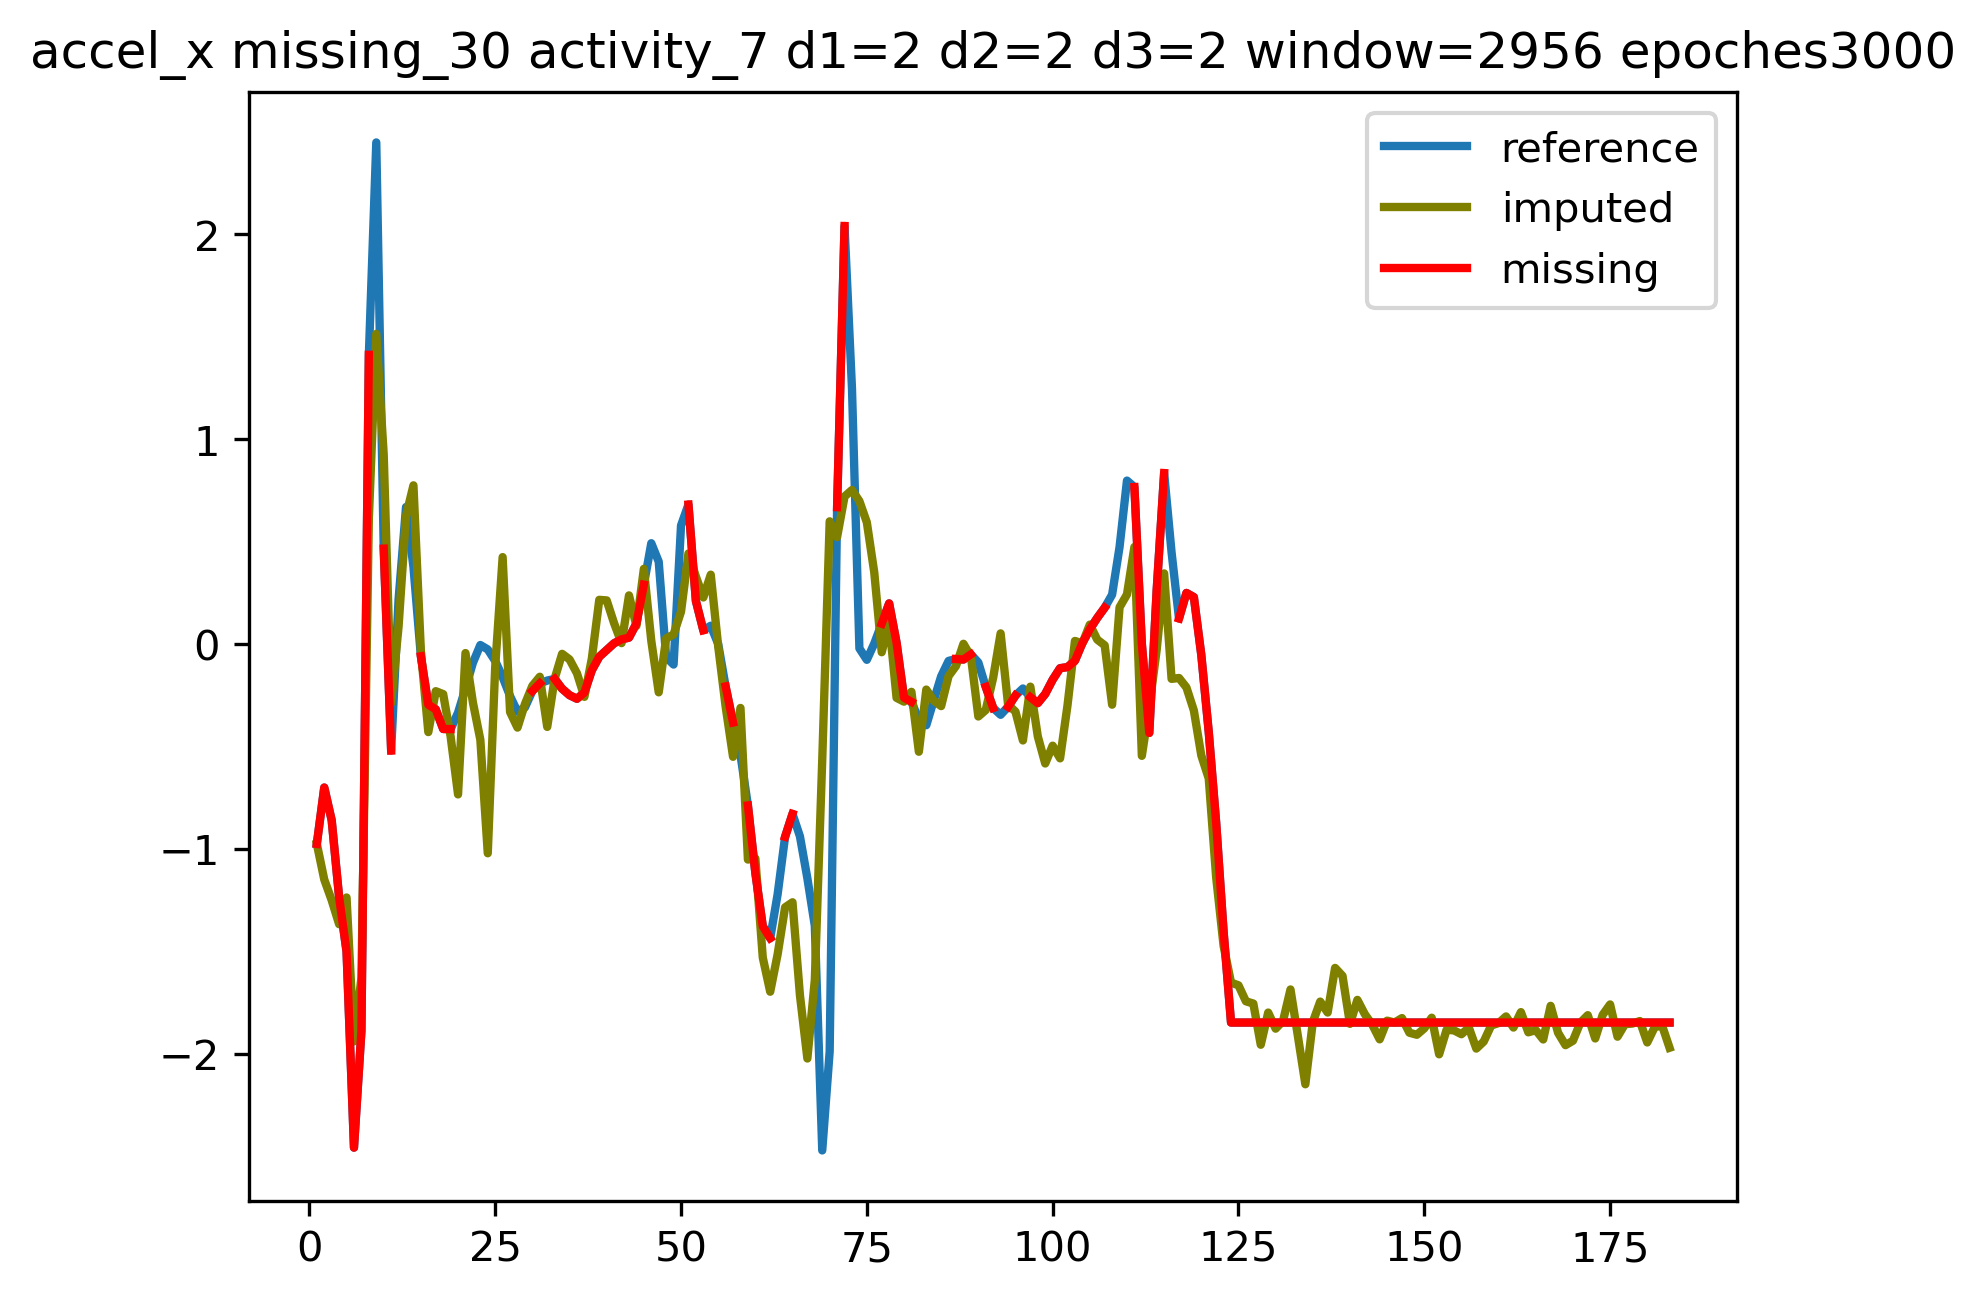 accel_x missing_30 activity_7 d1=2 d2=2 d3=2 window=2956 epoches3000
reference
imputed
missing
2
1
0
−1
−2
0 25 50 75 100 125 150 175